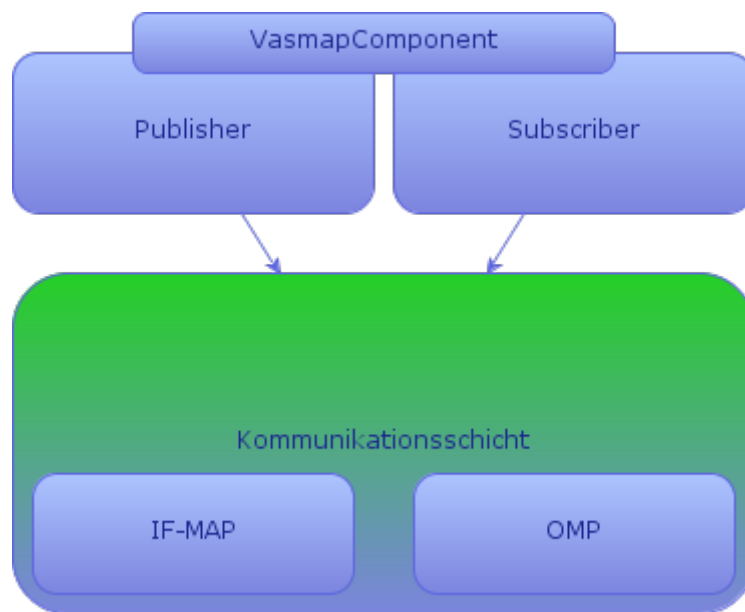 VasmapComponent
Publisher
Subscriber
Kommunikationsschicht
IF-MAP
OMP